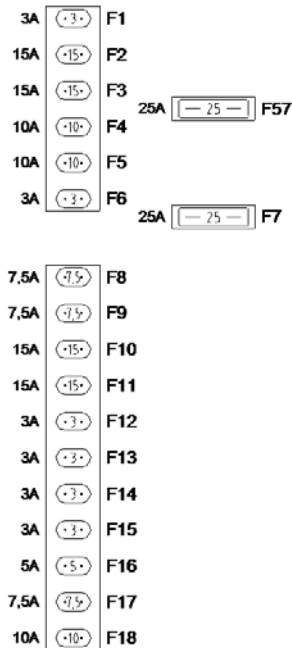 3A ·3· F1
15A ·15· F2
15A ·15· F3
25A — 25 — F57
10A ·10· F4
10A ·10· F5
3A ·3· F6
25A — 25 — F7
7,5A ·7,5· F8
7,5A ·7,5· F9
15A ·15· F10
15A ·15· F11
3A ·3· F12
3A ·3· F13
3A ·3· F14
3A ·3· F15
5A ·5· F16
7,5A ·7,5· F17
10A ·10· F18